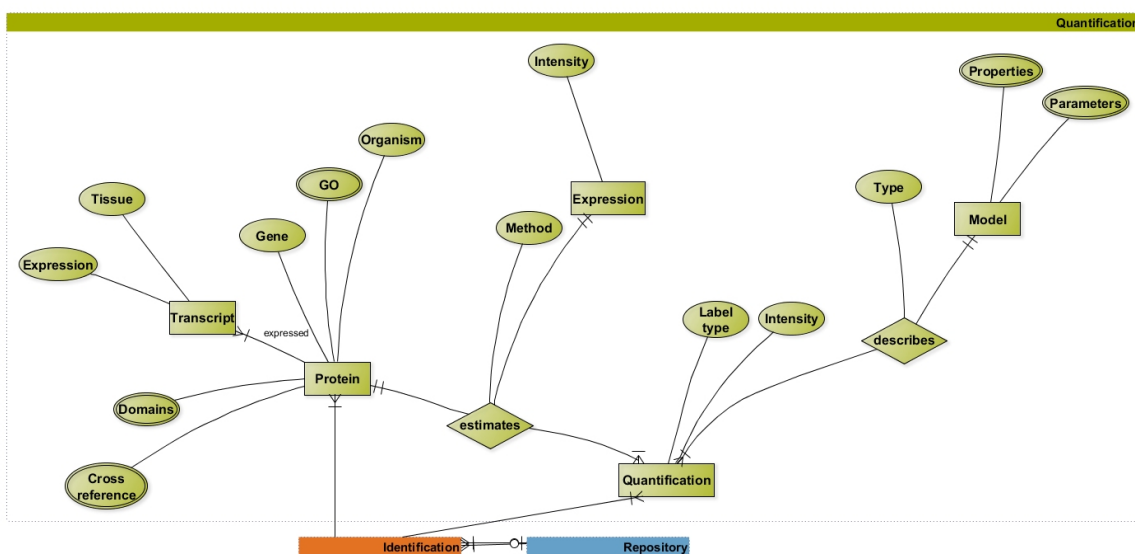 Quantification
Intensity
Properties
Parameters
Organism
GO
Type
Tissue
Expression
Method
Model
Gene
Expression
Transcript
expressed
Label
type
Intensity
describes
Protein
Domains
estimates
Cross
reference
Quantification
Identification
Repository